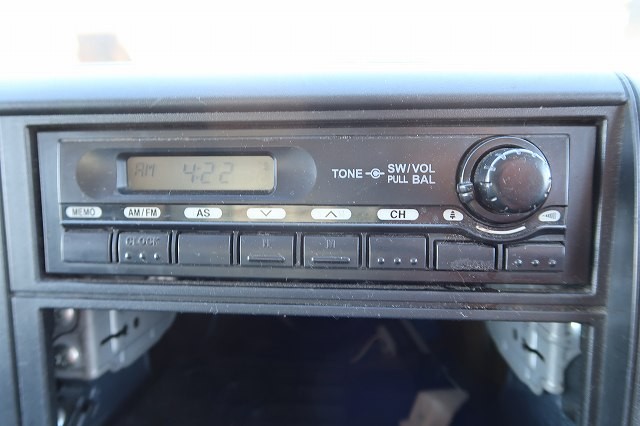 AM 4:22
TONE SW/VOL
PULL BAL
MEMO AM/FM AS CH
CLOCK